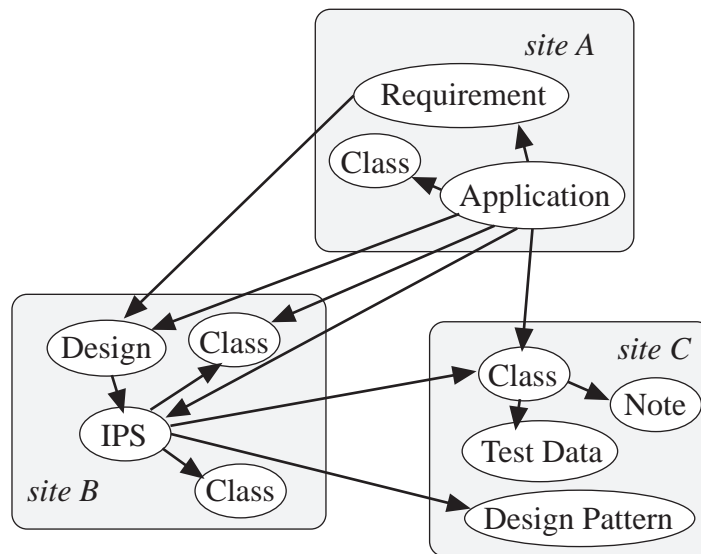 site A
Requirement
Class
Application
Design
Class
IPS
Class
site B
site C
Class
Note
Test Data
Design Pattern